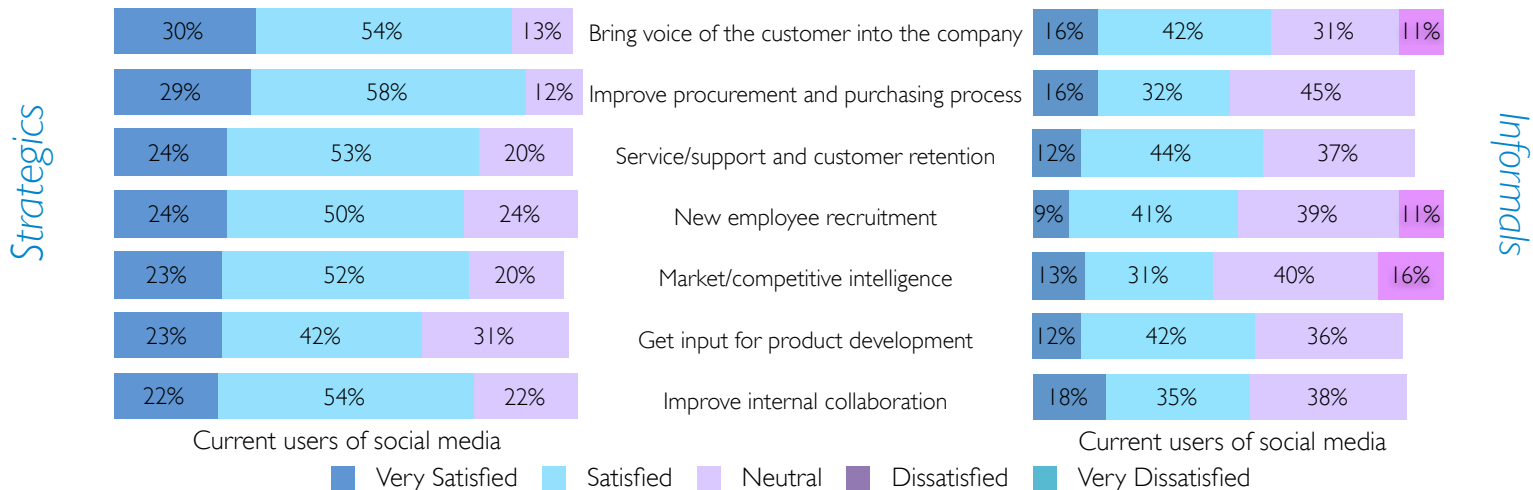 Strategics
30% 54% 13% Bring voice of the customer into the company 16% 42% 31% 11%
29% 58% 12% Improve procurement and purchasing process 16% 32% 45%
24% 53% 20% Service/support and customer retention 12% 44% 37%
24% 50% 24% New employee recruitment 9% 41% 39% 11%
23% 52% 20% Market/competitive intelligence 13% 31% 40% 16%
23% 42% 31% Get input for product development 12% 42% 36%
22% 54% 22% Improve internal collaboration 18% 35% 38%
Informals
Current users of social media Current users of social media
Very Satisfied Satisfied Neutral Dissatisfied Very Dissatisfied